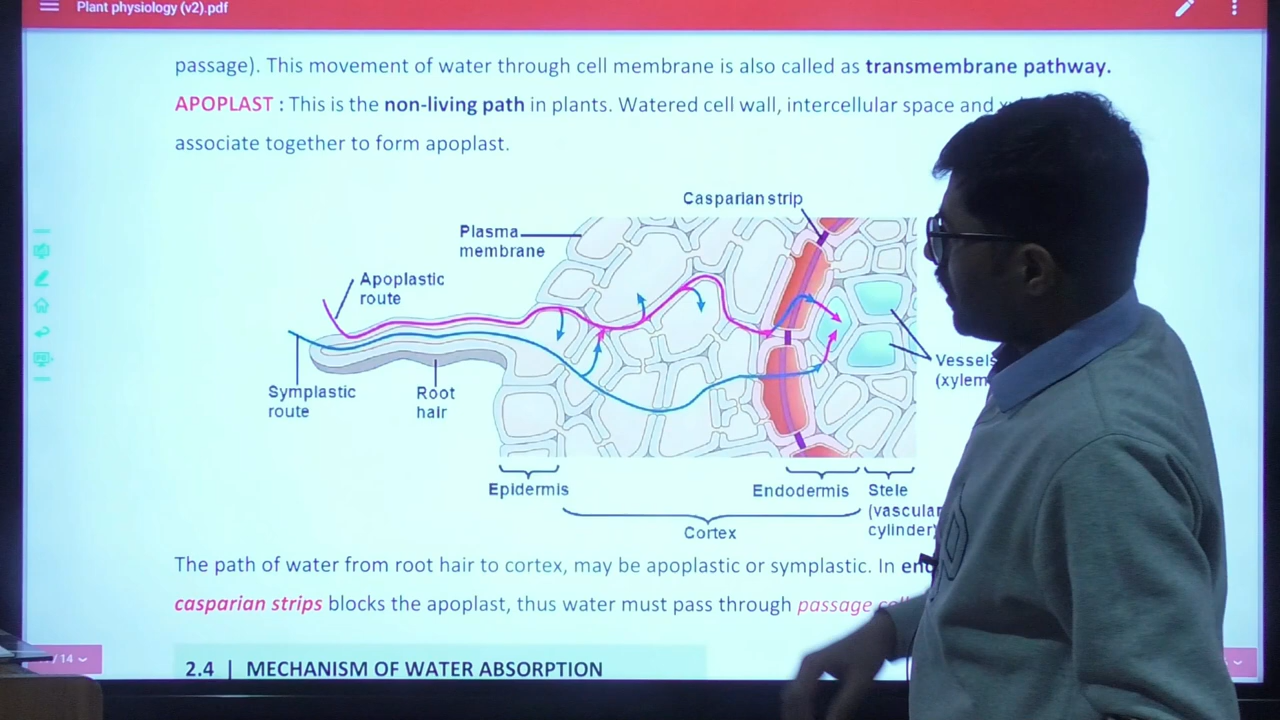 Plant physiology (v2).pdf
passage). This movement of water through cell membrane is also called as transmembrane pathway.
APOPLAST : This is the non-living path in plants. Watered cell wall, intercellular space and
associate together to form apoplast.
Casparian strip
Plasma
membrane
Apoplastic
route
Vessels
(xylem
Symplastic
route
Root
hair
Epidermis
Endodermis
Stele
(vascular
cylinder)
Cortex
The path of water from root hair to cortex, may be apoplastic or symplastic. In
casparian strips blocks the apoplast, thus water must pass through passage
2.4 | MECHANISM OF WATER ABSORPTION
/ 14